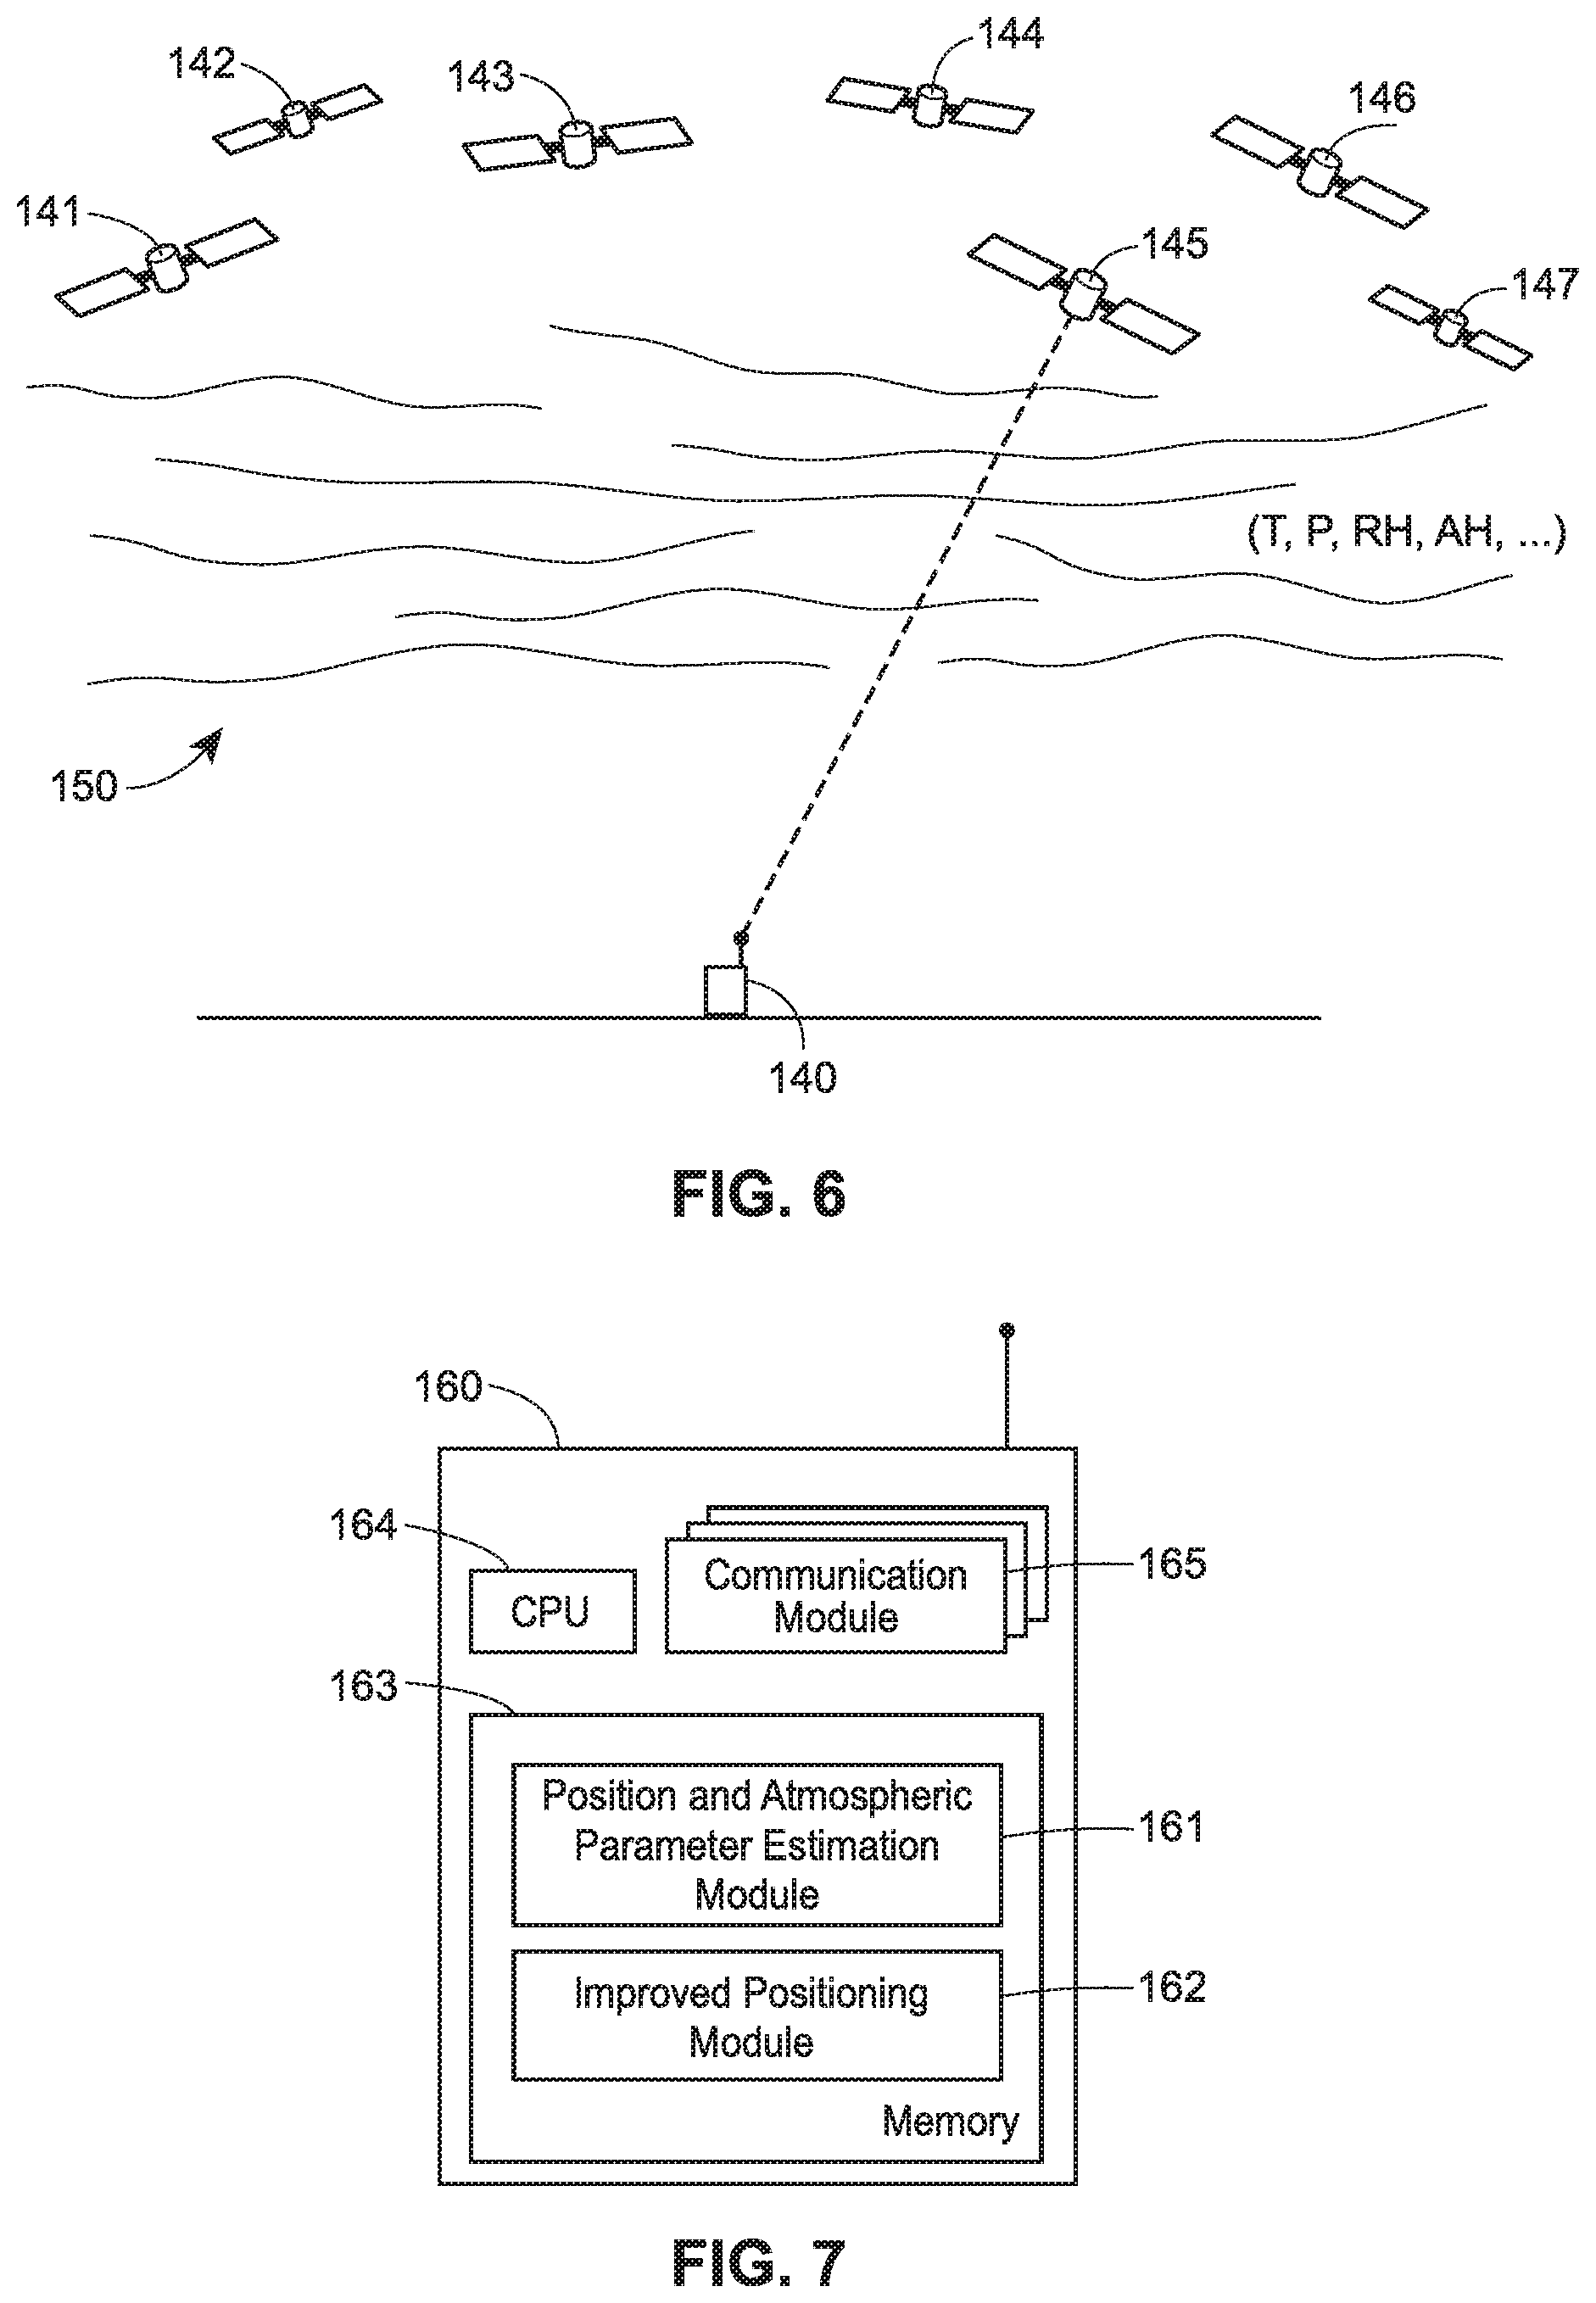 144
142
143
146
141
145
147
(T, P, RH, AH, ...)
150
140
FIG. 6
160
164
Communication
Module
165
CPU
163
Position and Atmospheric
Parameter Estimation
Module
161
Improved Positioning
Module
162
Memory
FIG. 7